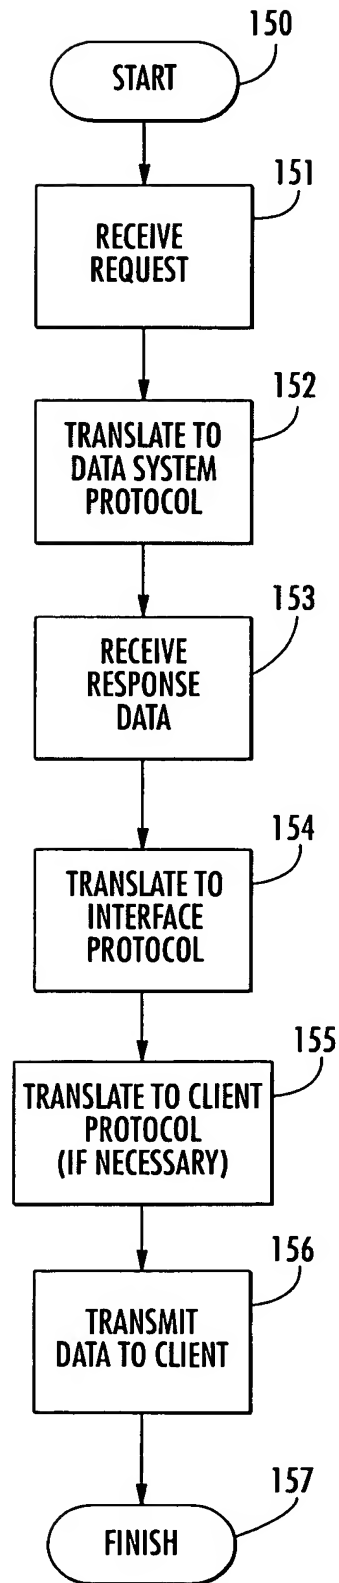 150
START
151
RECEIVE
REQUEST
152
TRANSLATE TO
DATA SYSTEM
PROTOCOL
153
RECEIVE
RESPONSE
DATA
154
TRANSLATE TO
INTERFACE
PROTOCOL
155
TRANSLATE TO CLIENT
PROTOCOL
(IF NECESSARY)
156
TRANSMIT
DATA TO CLIENT
157
FINISH